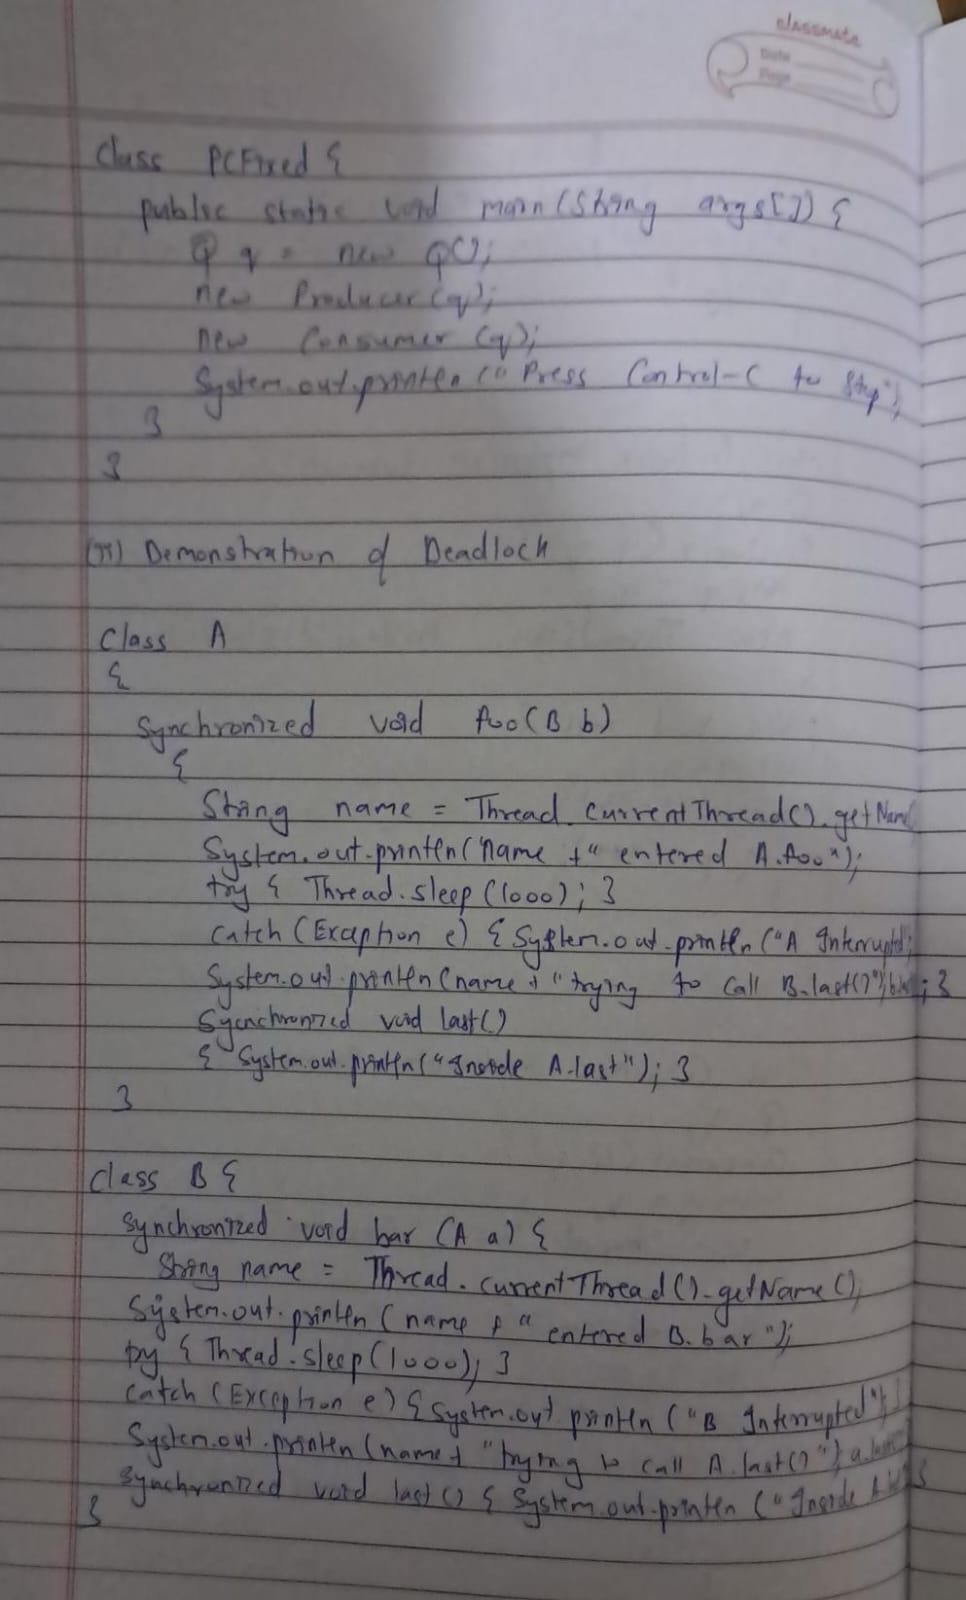 classmate
Date
Page
class PCFixed {
public static void main(String args[]) {
Q q = new Q();
new Producer(q);
new Consumer(q);
System.out.println("Press Control-C to stop");
}
}
(ii) Demonstration of Deadlock
class A
{
synchronized void foo(B b)
{
String name = Thread.currentThread().getName
System.out.println("name +" entered A.foo");
try { Thread.sleep(1000); }
catch (Exception e) { System.out.println("A Interrupted
System.out.println(name + "trying to call B.last()");
synchronized void last()
{ System.out.println("Inside A.last"); }
}
class B {
synchronized void bar (A a) {
String name = Thread.currentThread().getName();
System.out.println (name + " entered B.bar");
try { Thread.sleep(1000); }
catch (Exception e) { System.out.println ("B Interrupted");
System.out.println (name + "trying to call A.last()")
synchronized void last() { System.out.println ("Inside
}